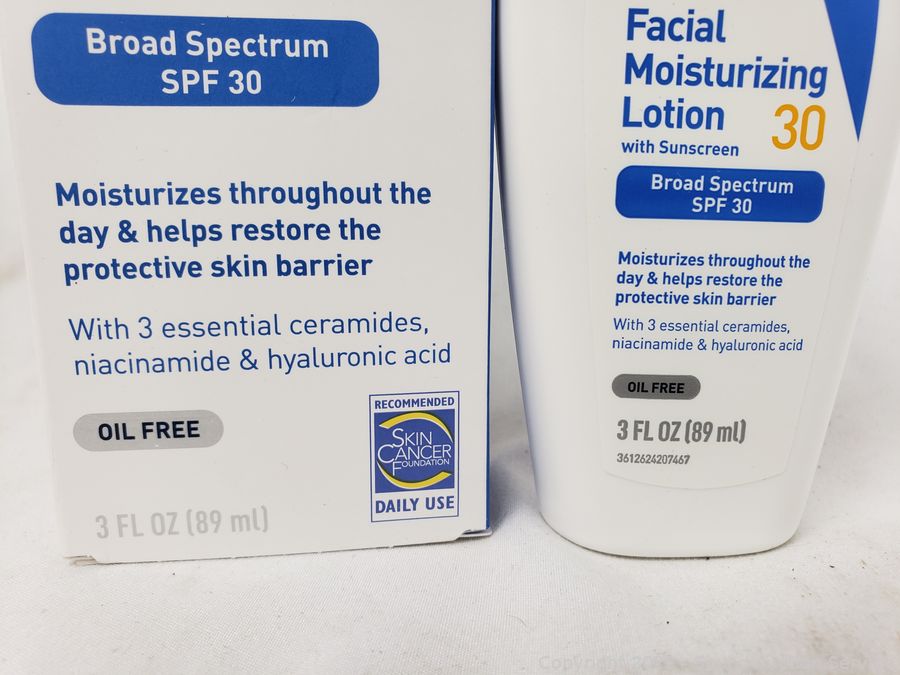 Broad Spectrum
SPF 30
Moisturizes throughout the
day & helps restore the
protective skin barrier
With 3 essential ceramides,
niacinamide & hyaluronic acid
OIL FREE
RECOMMENDED
SKIN
CANCER
FOUNDATION
DAILY USE
3 FL OZ (89 ml)
Facial
Moisturizing
Lotion
30
with Sunscreen
Broad Spectrum
SPF 30
Moisturizes throughout the
day & helps restore the
protective skin barrier
With 3 essential ceramides,
niacinamide & hyaluronic acid
OIL FREE
3 FL OZ (89 ml)
3612624207467
Copyright